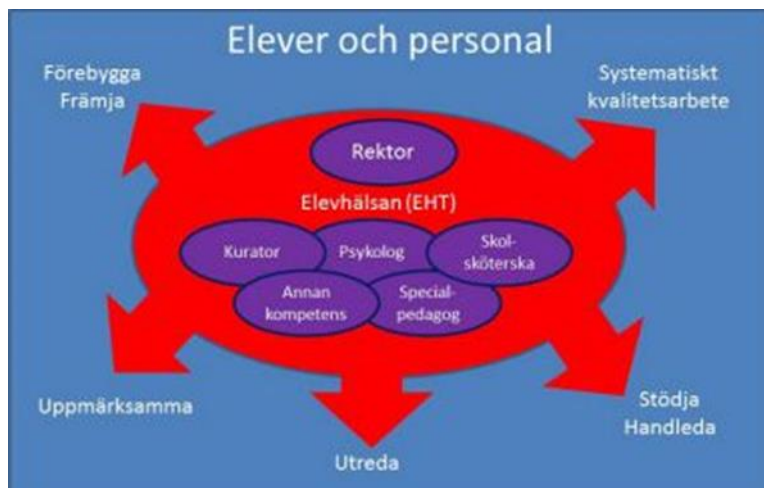 Elever och personal
Förebygga
Främja
Systematiskt
kvalitetsarbete
Rektor
Elevhälsan (EHT)
Kurator
Psykolog
Skol-
sköterska
Annan
kompetens
Special-
pedagog
Uppmärksamma
Stödja
Handleda
Utreda